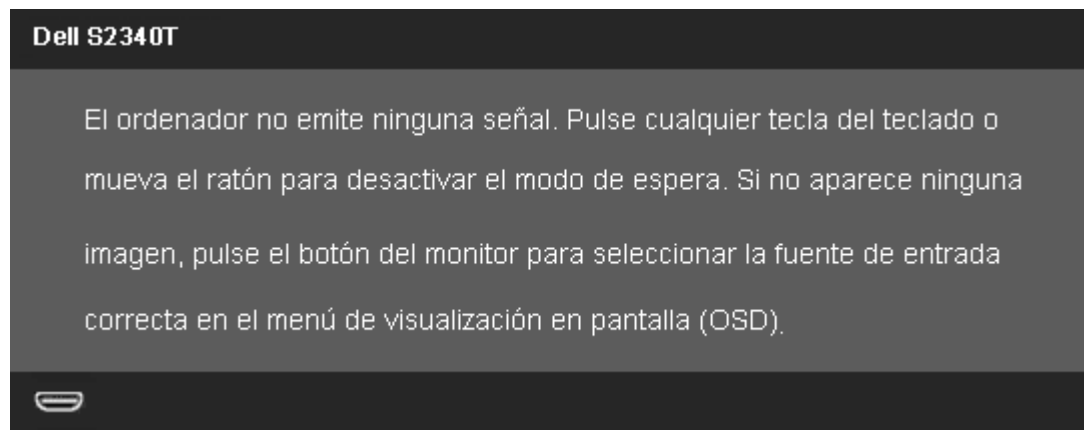 Dell S2340T
El ordenador no emite ninguna señal. Pulse cualquier tecla del teclado o
mueva el ratón para desactivar el modo de espera. Si no aparece ninguna
imagen, pulse el botón del monitor para seleccionar la fuente de entrada
correcta en el menú de visualización en pantalla (OSD).